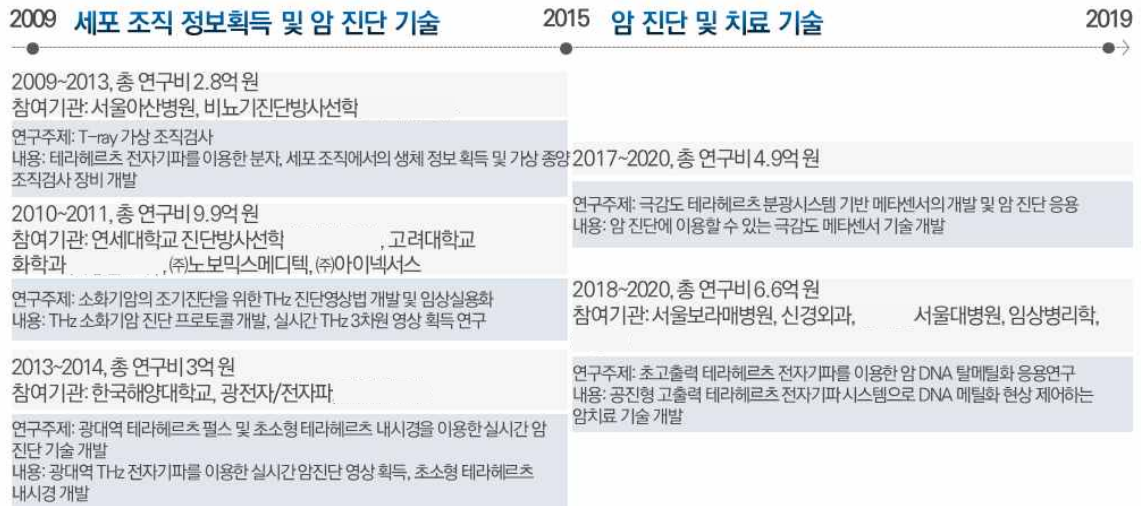 2009 세포 조직 정보획득 및 암 진단 기술
2015 암 진단 및 치료 기술
2019
2009~2013, 총 연구비 2.8억 원
참여기관: 서울아산병원, 비뇨기진단방사선학
연구주제: T-ray 가상 조직검사
내용: 테라헤르츠 전자기파를 이용한 분자, 세포 조직에서의 생체 정보 획득 및 가상 종양
조직검사 장비 개발
2010~2011, 총 연구비 9.9억 원
참여기관: 연세대학교 진단방사선학 , 고려대학교
화학과 ,㈜노보믹스메디텍, ㈜아이넥서스
연구주제: 소화기암의 조기진단을 위한 THz 진단영상법 개발 및 임상실용화
내용: THz 소화기암 진단 프로토콜 개발, 실시간 THz 3차원 영상 획득 연구
2013~2014, 총 연구비 3억 원
참여기관: 한국해양대학교, 광전자/전자파
연구주제: 광대역 테라헤르츠 펄스 및 초소형 테라헤르츠 내시경을 이용한 실시간 암
진단 기술 개발
내용: 광대역 THz 전자기파를 이용한 실시간 암진단 영상 획득, 초소형 테라헤르츠
내시경 개발
2017~2020, 총 연구비 4.9억 원
연구주제: 극감도 테라헤르츠 분광시스템 기반 메타센서의 개발 및 암 진단 응용
내용: 암 진단에 이용할 수 있는 극감도 메타센서 기술 개발
2018~2020, 총 연구비 6.6억 원
참여기관: 서울보라매병원, 신경외과, 서울대병원, 임상병리학,
연구주제: 초고출력 테라헤르츠 전자기파를 이용한 암 DNA 탈메틸화 응용연구
내용: 공진형 고출력 테라헤르츠 전자기파 시스템으로 DNA 메틸화 현상 제어하는
암치료 기술 개발